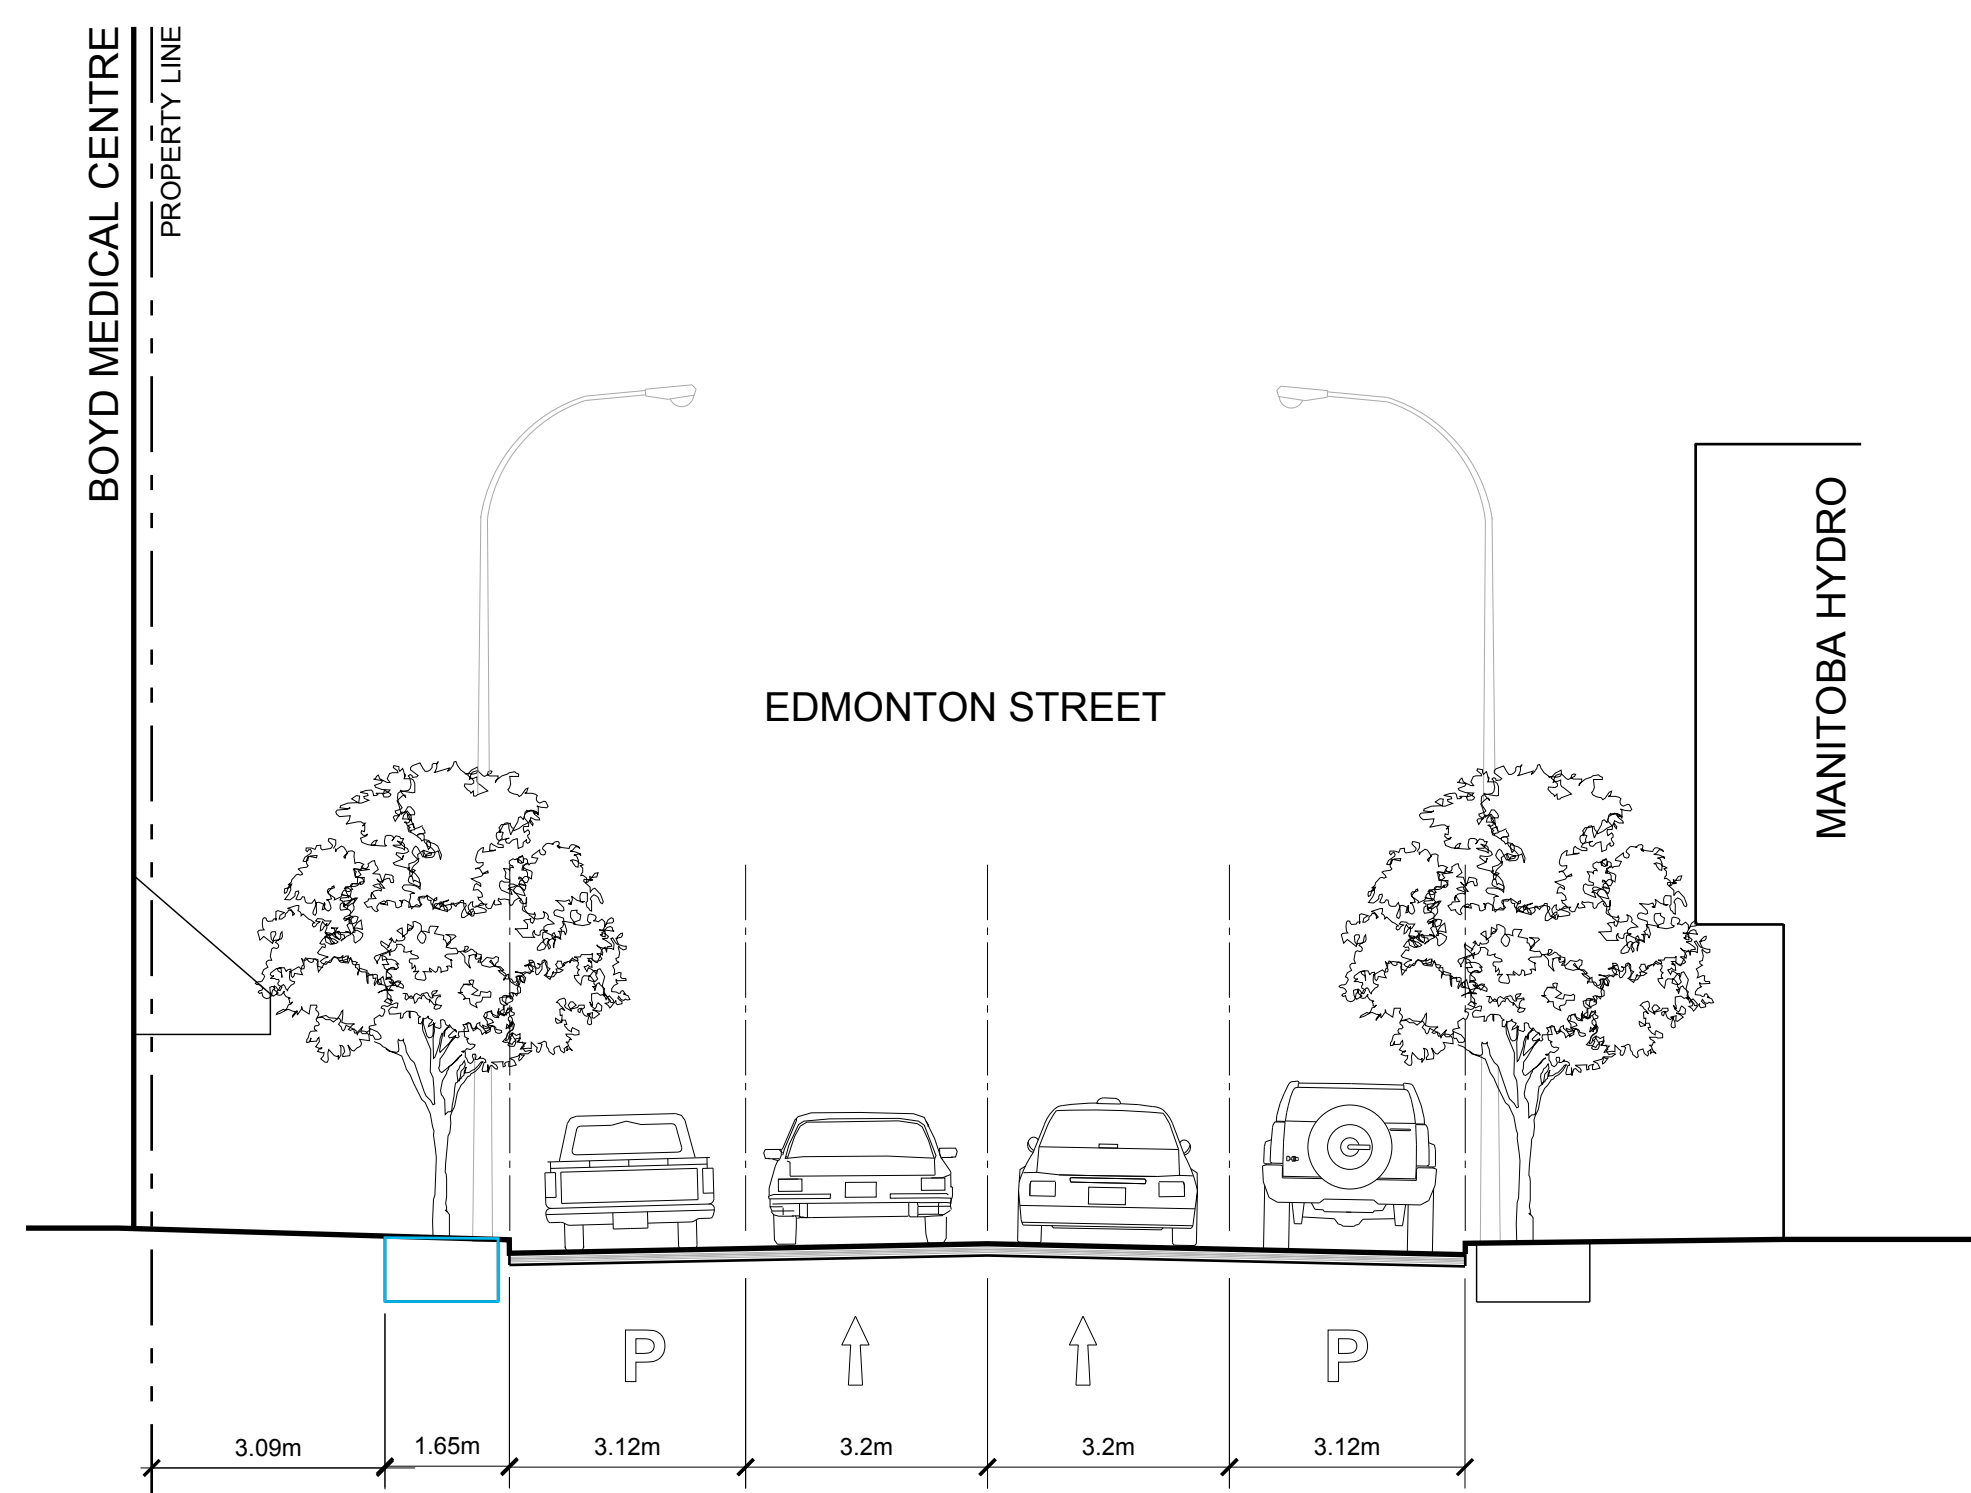 BOYD MEDICAL CENTRE
PROPERTY LINE
EDMONTON STREET
MANITOBA HYDRO
P
P
3.09m
1.65m
3.12m
3.2m
3.2m
3.12m